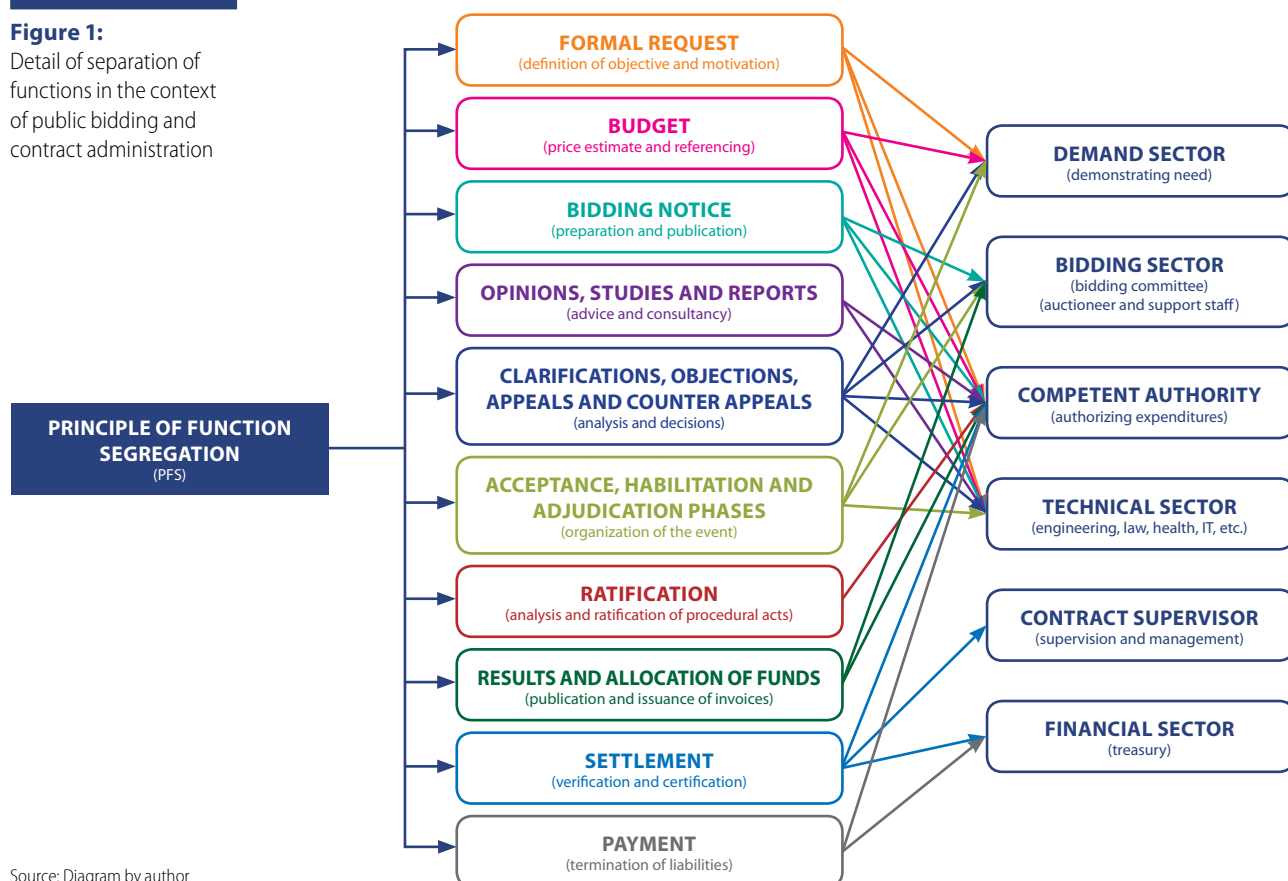 Figure 1:
Detail of separation of
functions in the context
of public bidding and
contract administration
PRINCIPLE OF FUNCTION
SEGREGATION
(PFS)
FORMAL REQUEST
(definition of objective and motivation)
BUDGET
(price estimate and referencing)
BIDDING NOTICE
(preparation and publication)
OPINIONS, STUDIES AND REPORTS
(advice and consultancy)
CLARIFICATIONS, OBJECTIONS,
APPEALS AND COUNTER APPEALS
(analysis and decisions)
ACCEPTANCE, HABILITATION AND
ADJUDICATION PHASES
(organization of the event)
RATIFICATION
(analysis and ratification of procedural acts)
RESULTS AND ALLOCATION OF FUNDS
(publication and issuance of invoices)
SETTLEMENT
(verification and certification)
PAYMENT
(termination of liabilities)
DEMAND SECTOR
(demonstrating need)
BIDDING SECTOR
(bidding committee)
(auctioneer and support staff)
COMPETENT AUTHORITY
(authorizing expenditures)
TECHNICAL SECTOR
(engineering, law, health, IT, etc.)
CONTRACT SUPERVISOR
(supervision and management)
FINANCIAL SECTOR
(treasury)
Source: Diagram by author.